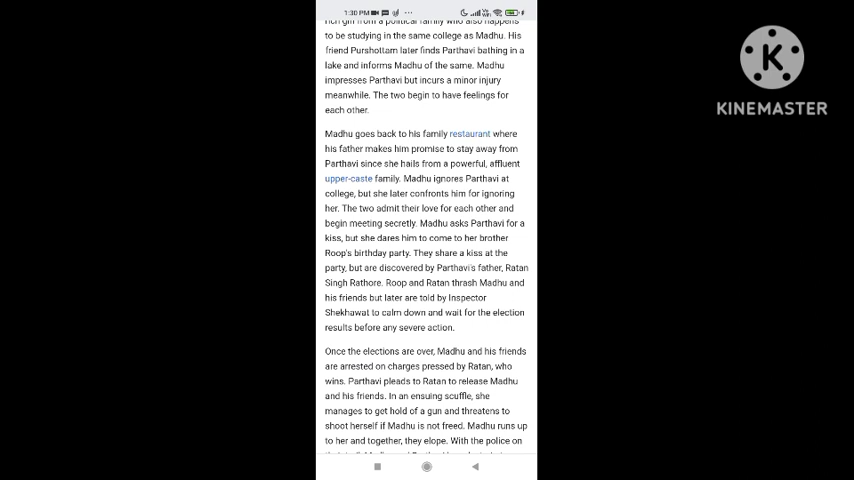 1:30 PM
rich girl from a political family who also happens
to be studying in the same college as Madhu. His
friend Purshottam later finds Parthavi bathing in a
lake and informs Madhu of the same. Madhu
impresses Parthavi but incurs a minor injury
meanwhile. The two begin to have feelings for
each other.
Madhu goes back to his family restaurant where
his father makes him promise to stay away from
Parthavi since she hails from a powerful, affluent
upper-caste family. Madhu ignores Parthavi at
college, but she later confronts him for ignoring
her. The two admit their love for each other and
begin meeting secretly. Madhu asks Parthavi for a
kiss, but she dares him to come to her brother
Roop's birthday party. They share a kiss at the
party, but are discovered by Parthavi's father, Ratan
Singh Rathore. Roop and Ratan thrash Madhu and
his friends but later are told by Inspector
Shekhawat to calm down and wait for the election
results before any severe action.
Once the elections are over, Madhu and his friends
are arrested on charges pressed by Ratan, who
wins. Parthavi pleads to Ratan to release Madhu
and his friends. In an ensuing scuffle, she
manages to get hold of a gun and threatens to
shoot herself if Madhu is not freed. Madhu runs up
to her and together, they elope. With the police on
K
KINEMASTER